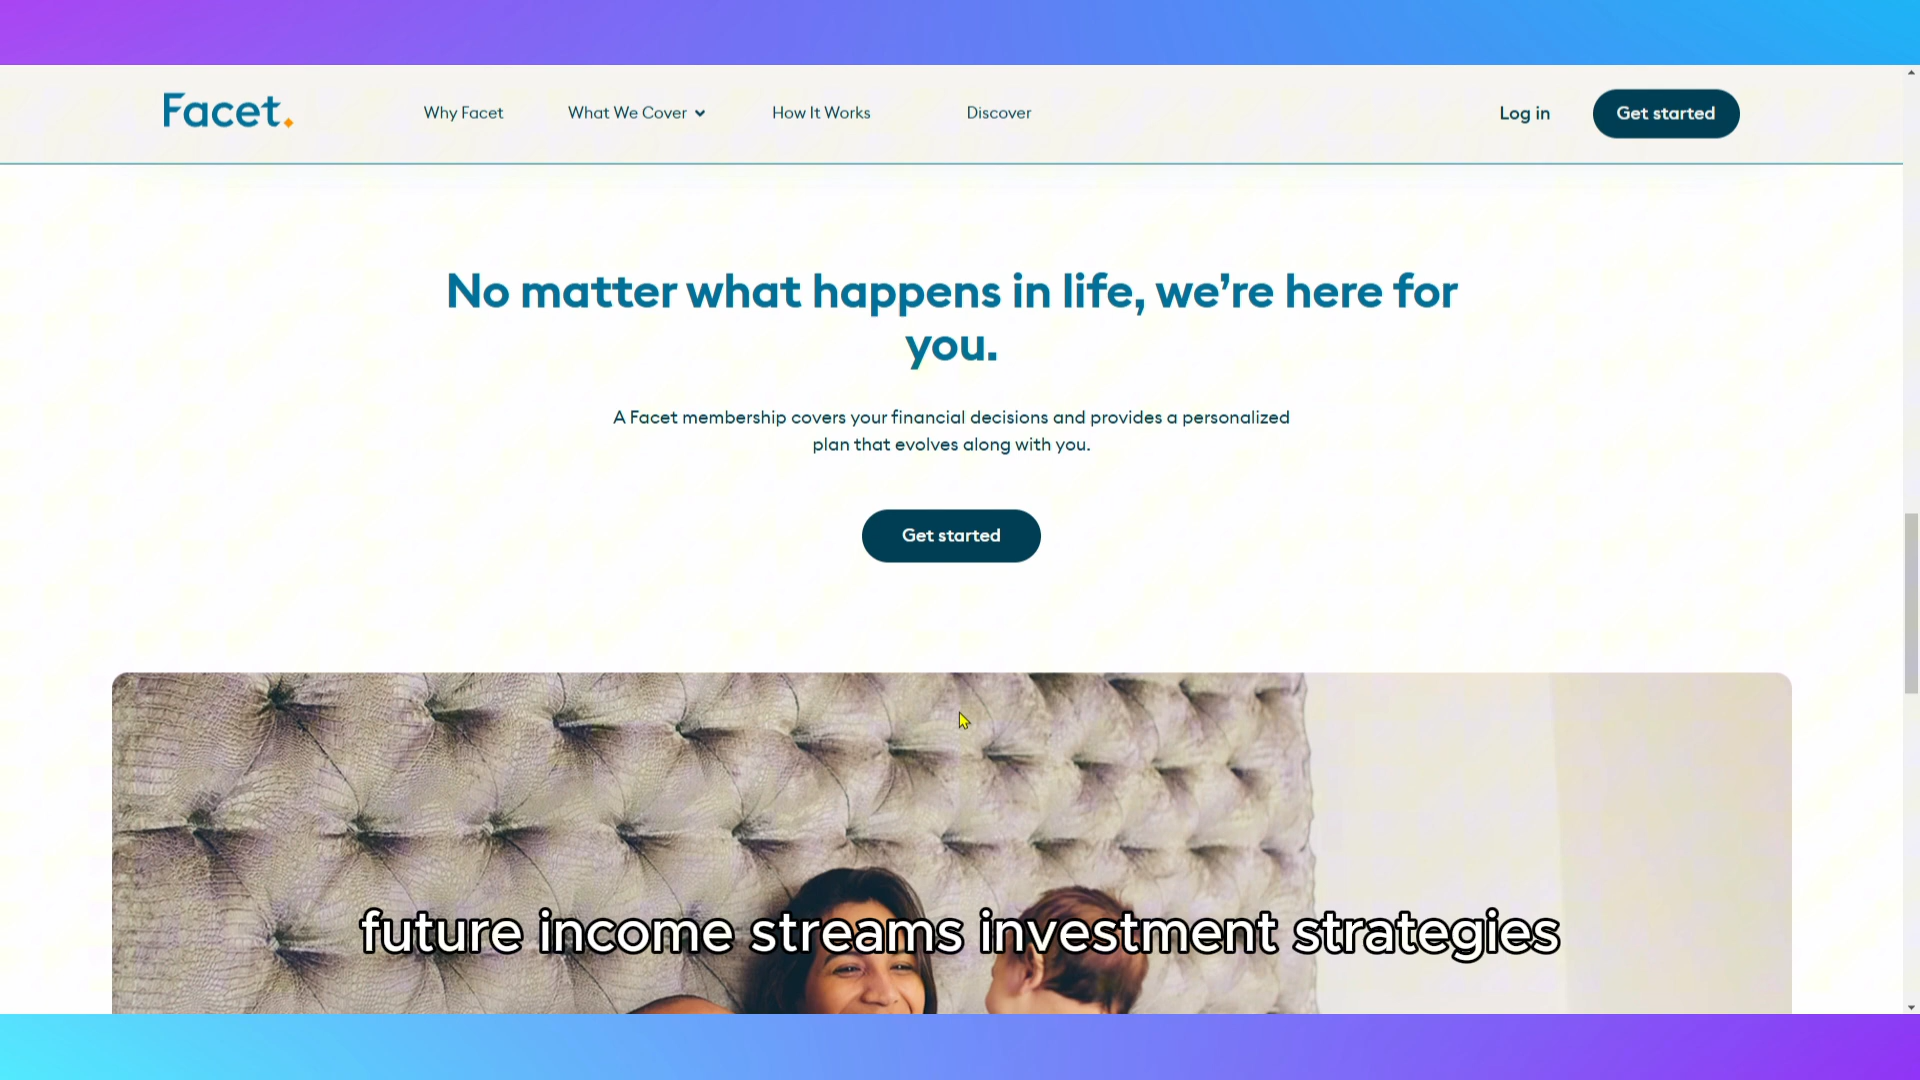 Facet.
Why Facet
What We Cover
How It Works
Discover
Log in
Get started
No matter what happens in life, we’re here for
you.
A Facet membership covers your financial decisions and provides a personalized
plan that evolves along with you.
Get started
future income streams investment strategies